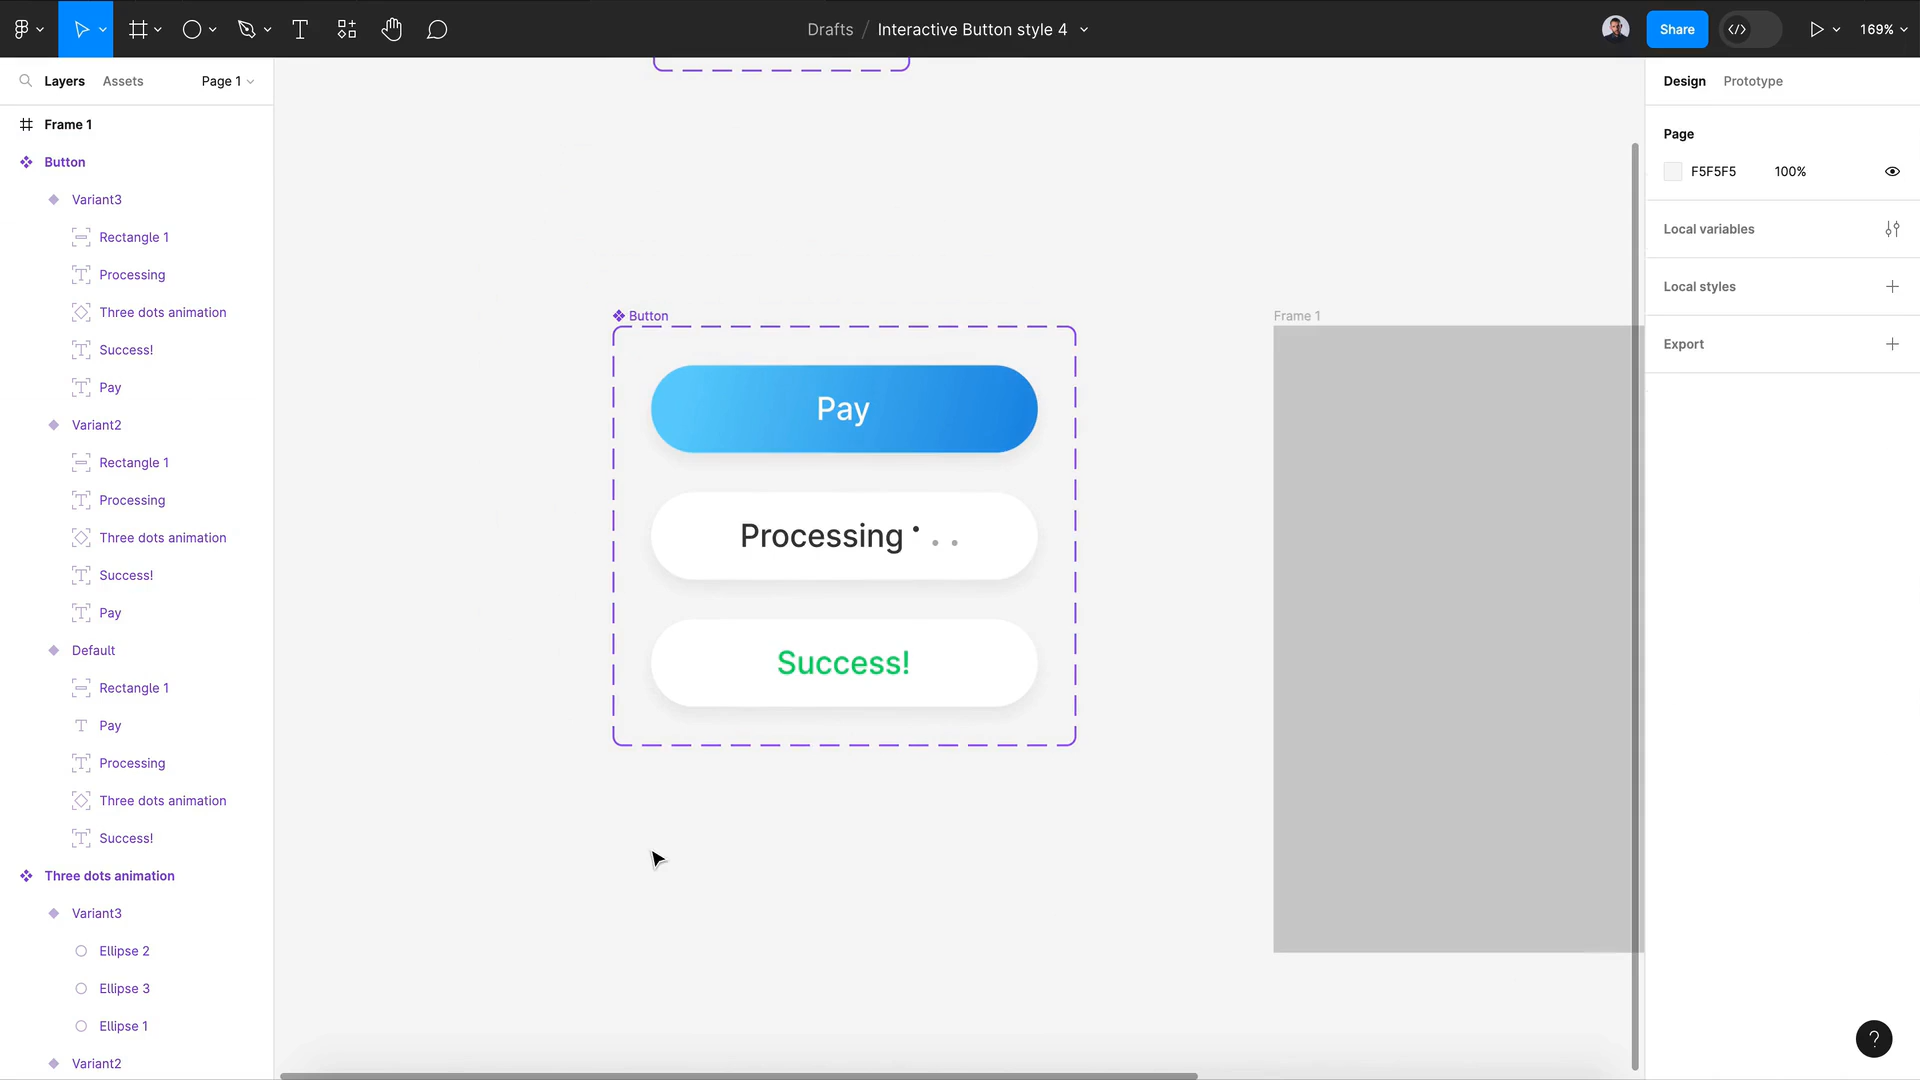 Drafts / Interactive Button style 4
Share
169%
Layers
Assets
Page 1
Frame 1
Button
Variant3
Rectangle 1
Processing
Three dots animation
Success!
Pay
Variant2
Rectangle 1
Processing
Three dots animation
Success!
Pay
Default
Rectangle 1
Pay
Processing
Three dots animation
Success!
Three dots animation
Variant3
Ellipse 2
Ellipse 3
Ellipse 1
Variant2
Button
Pay
Processing
Success!
Frame 1
Design
Prototype
Page
F5F5F5 100%
Local variables
Local styles
Export
?